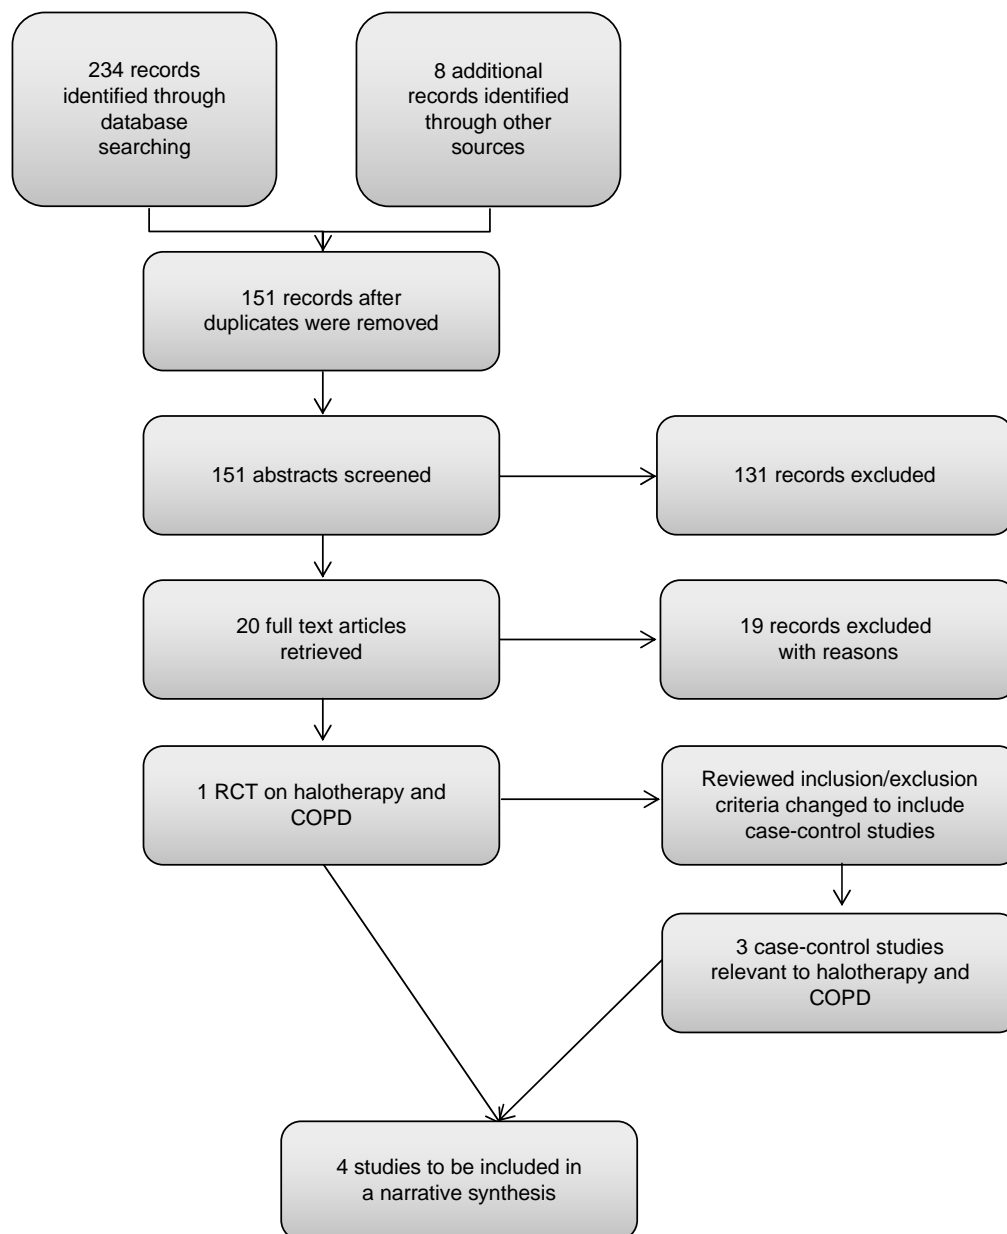 234 records
identified through
database
searching
8 additional
records identified
through other
sources
151 records after
duplicates were removed
151 abstracts screened
131 records excluded
20 full text articles
retrieved
19 records excluded
with reasons
1 RCT on halotherapy and
COPD
Reviewed inclusion/exclusion
criteria changed to include
case-control studies
3 case-control studies
relevant to halotherapy and
COPD
4 studies to be included in
a narrative synthesis